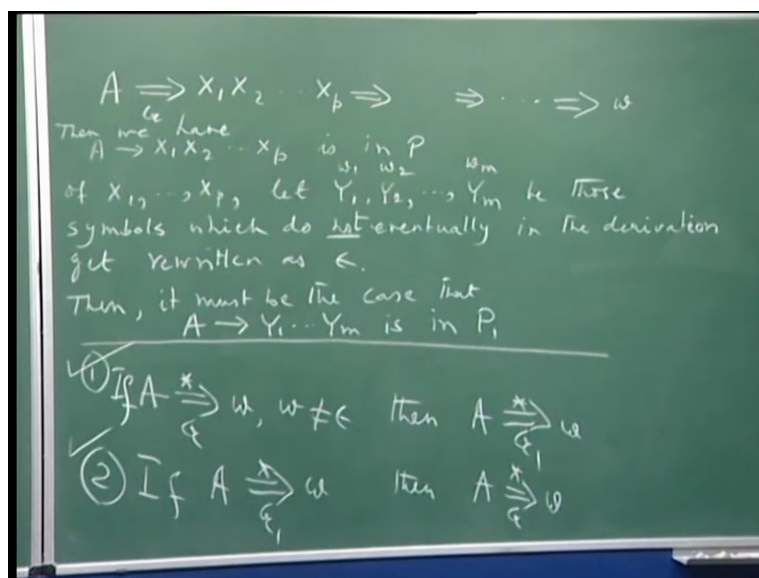 A ⇒ X₁ X₂ ... Xₚ ⇒ ⇒ ... ⇒ w
G
Then we have
A → X₁ X₂ ... Xₚ is in P
w₁ w₂ wₘ
of X₁, ..., Xₚ, let Y₁, Y₂, ..., Yₘ be those
symbols which do not eventually in the derivation
get rewritten as ϵ.
Then, it must be the case that
A → Y₁ ... Yₘ is in P₁
① If A ⇒* w, w ≠ ϵ then A ⇒* w
G G₁
② If A ⇒* w then A ⇒* w
G₁ G